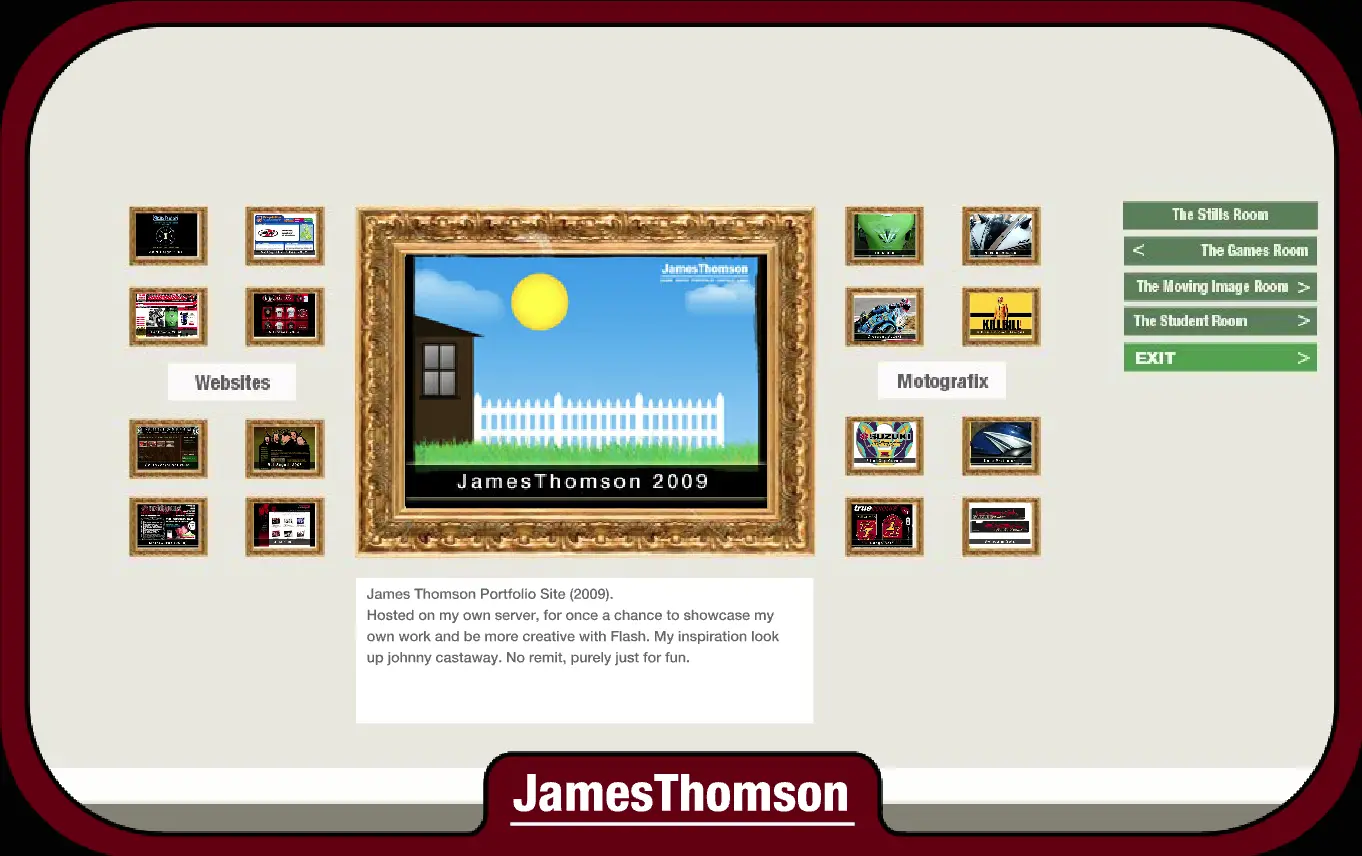 JamesThomson
JamesThomson 2009
Websites
SUZUKI
KILL BILL
Motografix
true
The Stills Room
< The Games Room
The Moving Image Room >
The Student Room >
EXIT >
James Thomson Portfolio Site (2009).
Hosted on my own server, for once a chance to showcase my
own work and be more creative with Flash. My inspiration look
up johnny castaway. No remit, purely just for fun.
JamesThomson